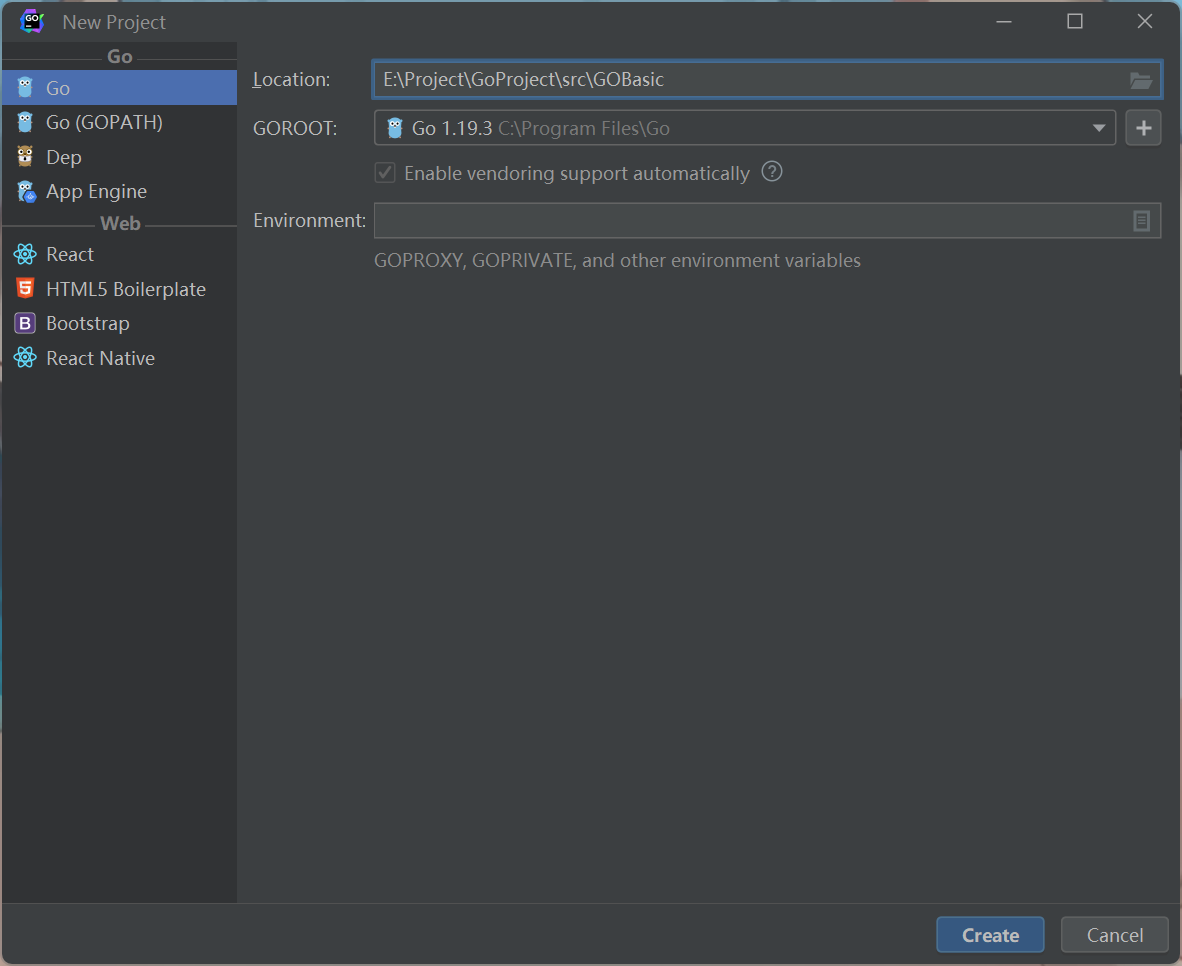 New Project
Go
Go
Go (GOPATH)
Dep
App Engine
Web
React
HTML5 Boilerplate
Bootstrap
React Native
Location: E:\Project\GoProject\src\GOBasic
GOROOT: Go 1.19.3 C:\Program Files\Go
Enable vendoring support automatically
Environment:
GOPROXY, GOPRIVATE, and other environment variables
Create Cancel